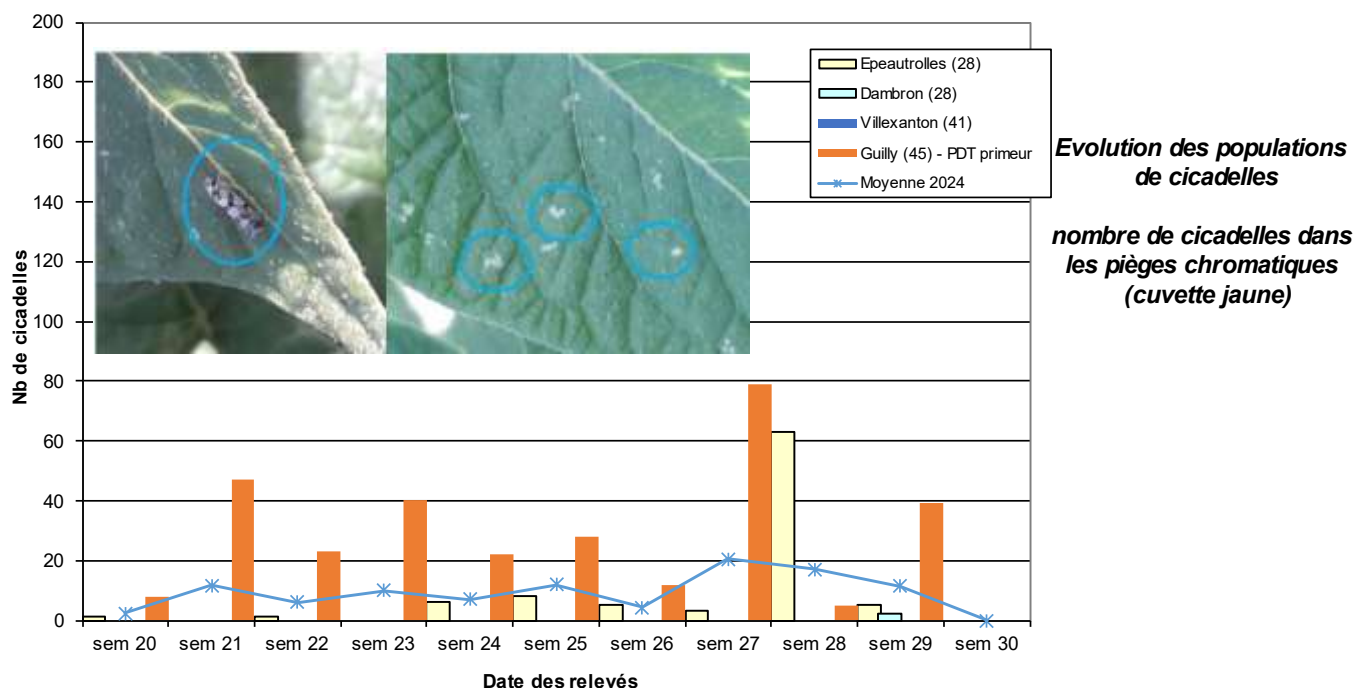 200
180
160
140
120
100
80
60
40
20
0
Nb de cicadelles
Epeautrolles (28)
Dambron (28)
Villexanton (41)
Guilly (45) - PDT primeur
Moyenne 2024
Evolution des populations
de cicadelles
nombre de cicadelles dans
les pièges chromatiques
(cuvette jaune)
sem 20 sem 21 sem 22 sem 23 sem 24 sem 25 sem 26 sem 27 sem 28 sem 29 sem 30
Date des relevés